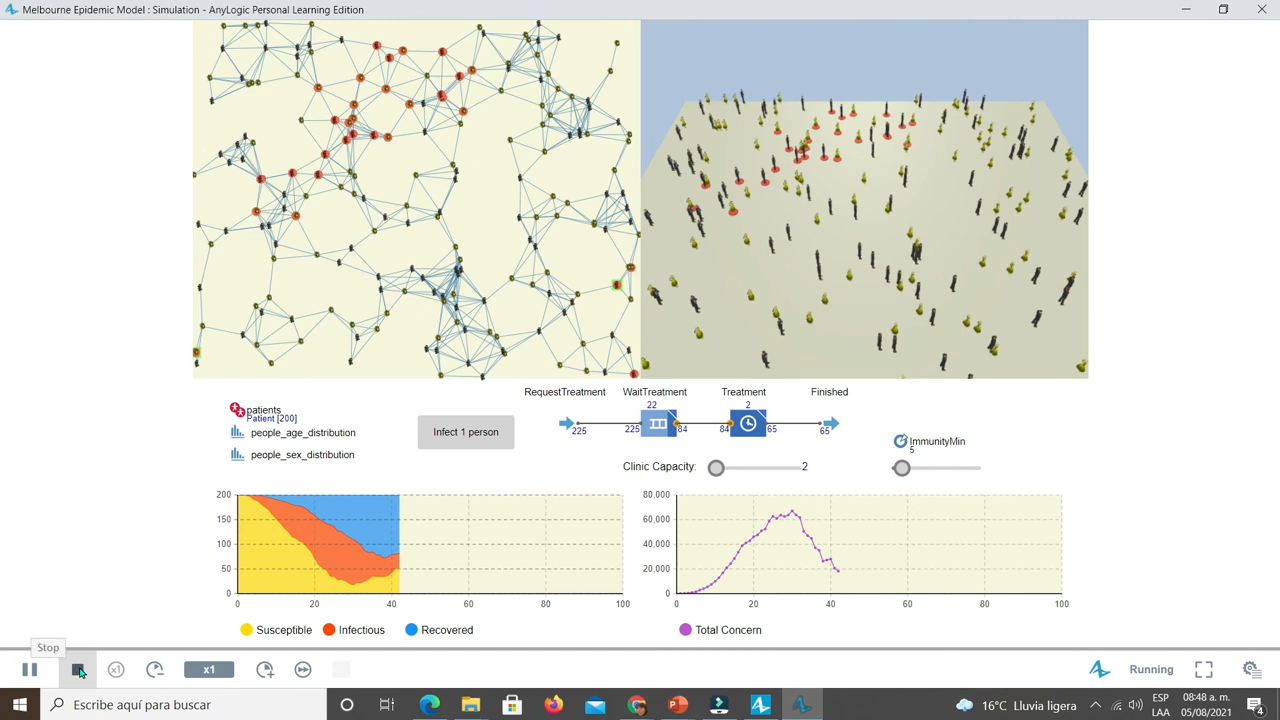 Melbourne Epidemic Model : Simulation - AnyLogic Personal Learning Edition
RequestTreatment WaitTreatment Treatment Finished
22 2
225 225 84 84 65 65
patients
Patient [200]
people_age_distribution
people_sex_distribution
Infect 1 person
ImmunityMin
5
Clinic Capacity: 2
200
150
100
50
0
0 20 40 60 80 100
Susceptible Infectious Recovered
80,000
60,000
40,000
20,000
0
0 20 40 60 80 100
Total Concern
Stop
x1 x1 Running
Escribe aquí para buscar
16°C Lluvia ligera
ESP
LAA
08:48 a. m.
05/08/2021
4